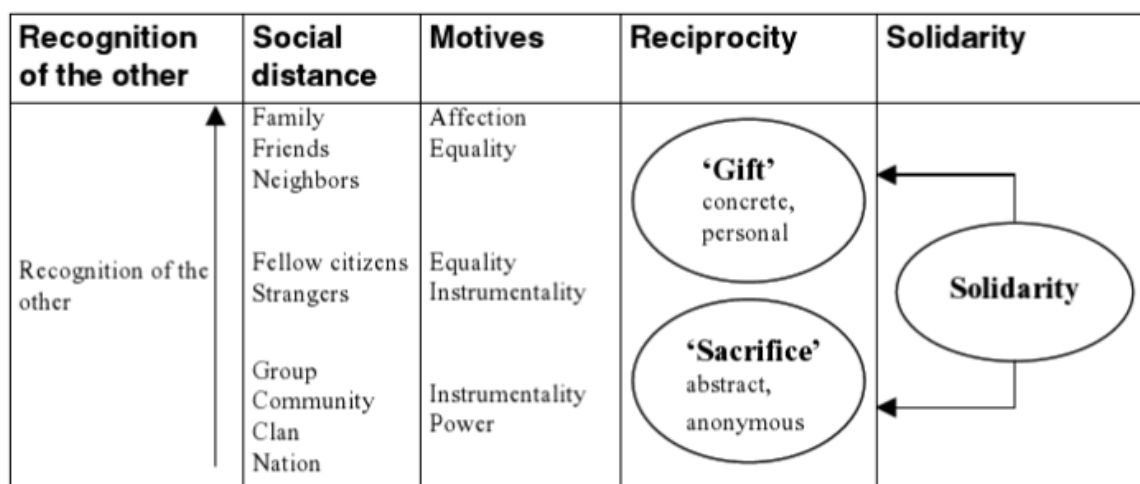 Recognition
of the other
Social
distance
Motives
Reciprocity
Solidarity
Recognition of the
other
Family
Friends
Neighbors
Fellow citizens
Strangers
Group
Community
Clan
Nation
Affection
Equality
Equality
Instrumentality
Instrumentality
Power
‘Gift’
concrete,
personal
‘Sacrifice’
abstract,
anonymous
Solidarity